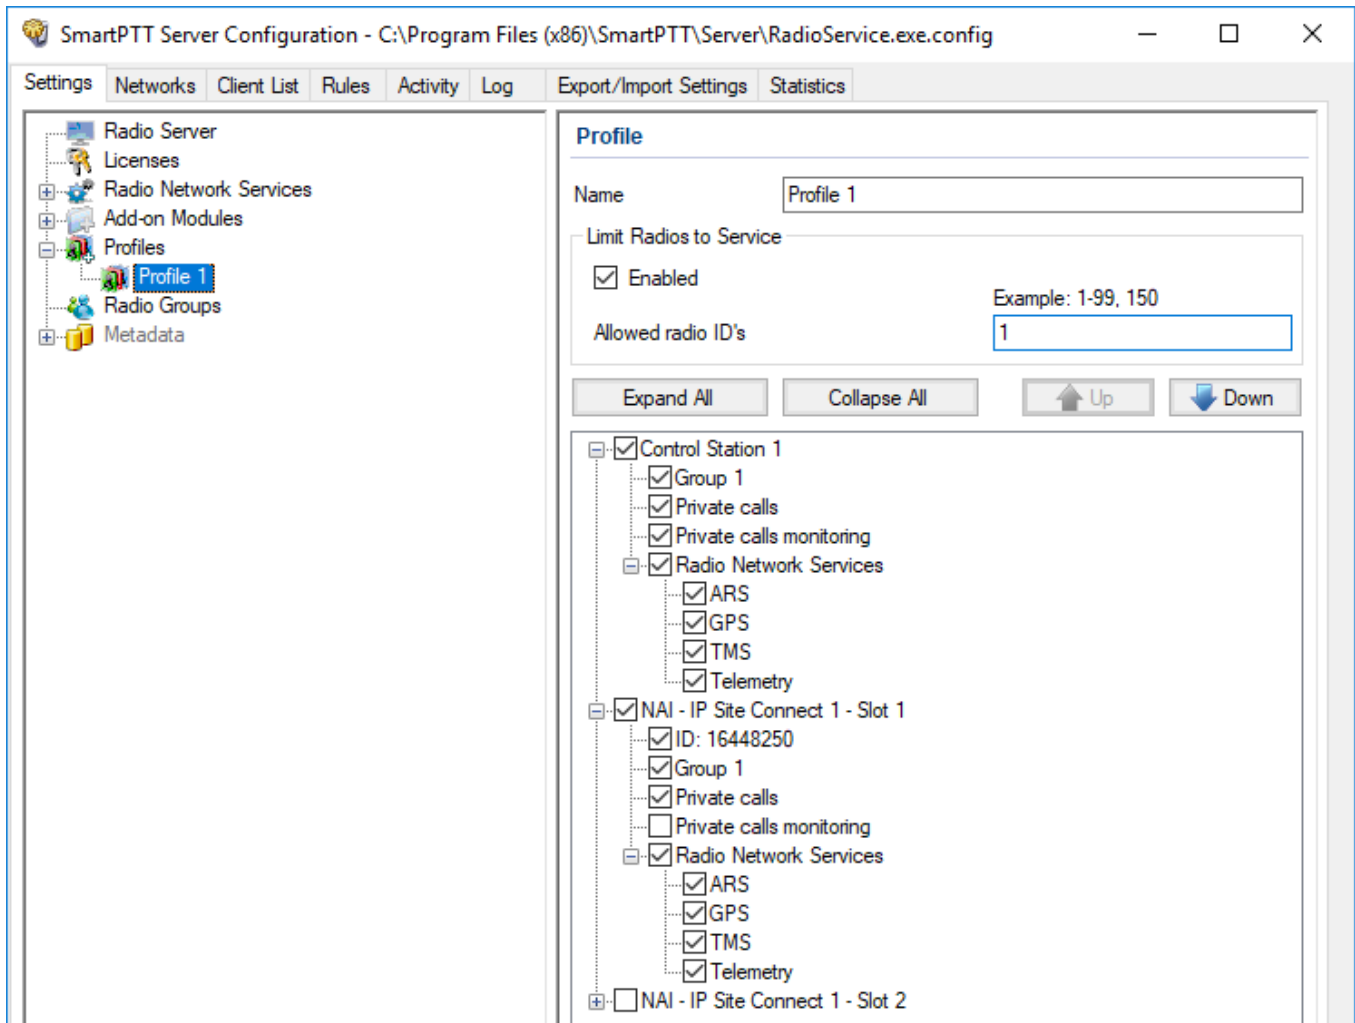 SmartPTT Server Configuration - C:\Program Files (x86)\SmartPTT\Server\RadioService.exe.config
Settings Networks Client List Rules Activity Log Export/Import Settings Statistics
Radio Server
Licenses
Radio Network Services
Add-on Modules
Profiles
Profile 1
Radio Groups
Metadata
Profile
Name Profile 1
Limit Radios to Service
Enabled
Example: 1-99, 150
Allowed radio ID's 1
Expand All Collapse All Up Down
Control Station 1
Group 1
Private calls
Private calls monitoring
Radio Network Services
ARS
GPS
TMS
Telemetry
NAI - IP Site Connect 1 - Slot 1
ID: 16448250
Group 1
Private calls
Private calls monitoring
Radio Network Services
ARS
GPS
TMS
Telemetry
NAI - IP Site Connect 1 - Slot 2